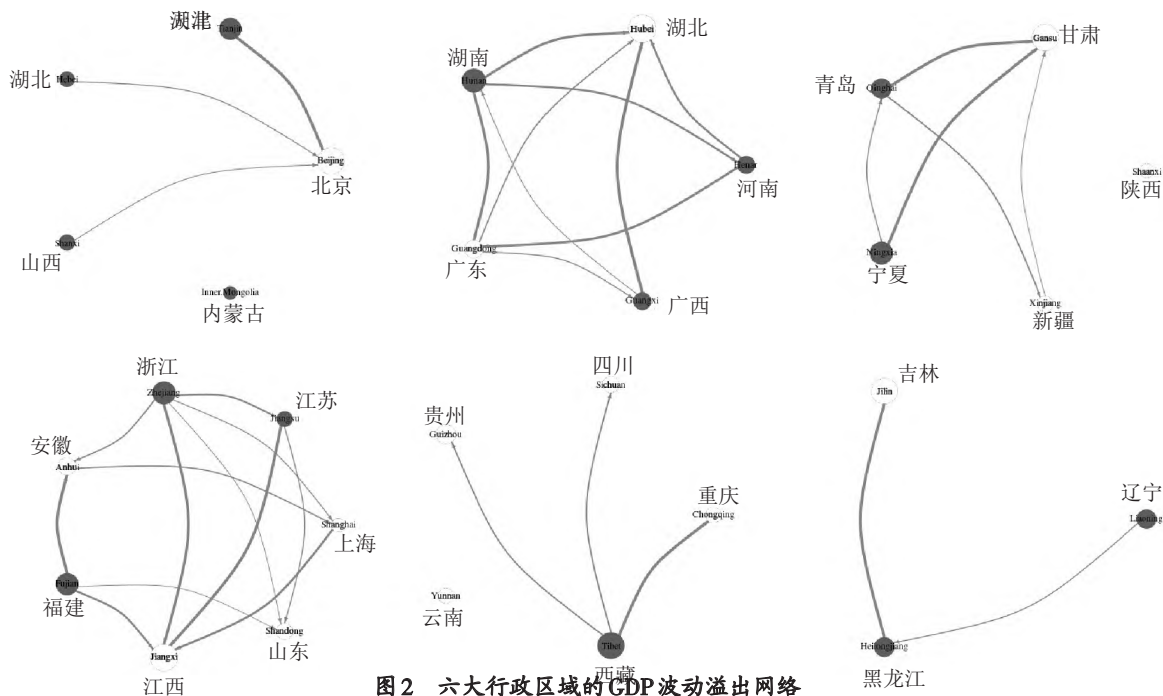 湖北
Tianjin
湖北
Hebei
Beijing
北京
Shanxi
山西
Inner.Mongolia
内蒙古
Hubei
湖北
湖南
Hunan
Henan
河南
Guangdong
广东
Guangxi
广西
Gansu
甘肃
青岛
Qinghai
Shaanxi
陕西
Ningxia
宁夏
Xinjiang
新疆
浙江
Zhejiang
江苏
Jiangsu
安徽
Anhui
Shanghai
上海
Fujian
福建
Shandong
山东
Jiangxi
江西
四川
Sichuan
贵州
Guizhou
重庆
Chongqing
Yunnan
云南
Tibet
西藏
吉林
Jilin
辽宁
Liaoning
Heilongjiang
黑龙江
图2 六大行政区域的GDP波动溢出网络